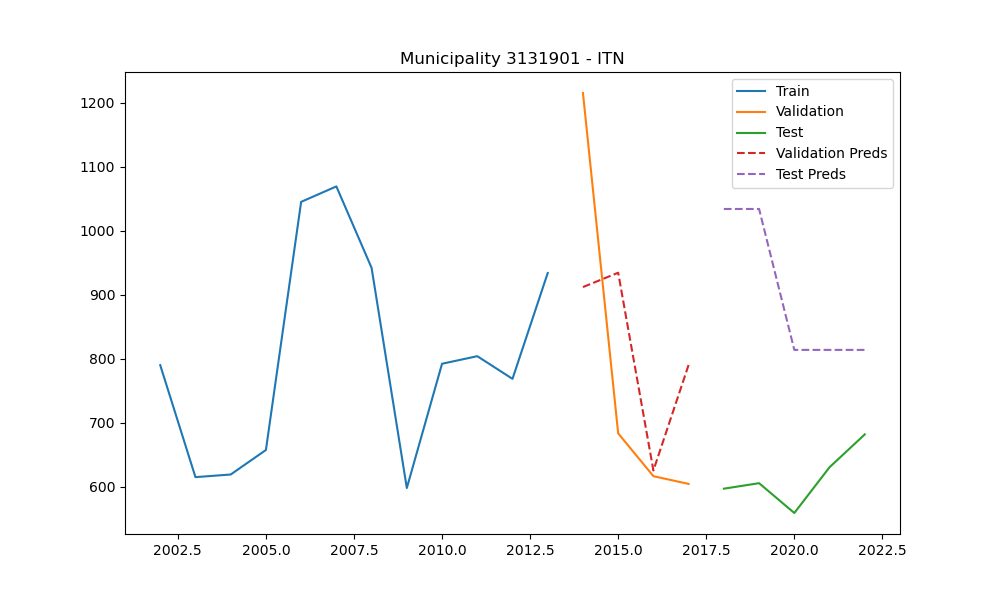 Municipality 3131901 - ITN
Train
Validation
Test
Validation Preds
Test Preds
1200
1100
1000
900
800
700
600
2002.5 2005.0 2007.5 2010.0 2012.5 2015.0 2017.5 2020.0 2022.5